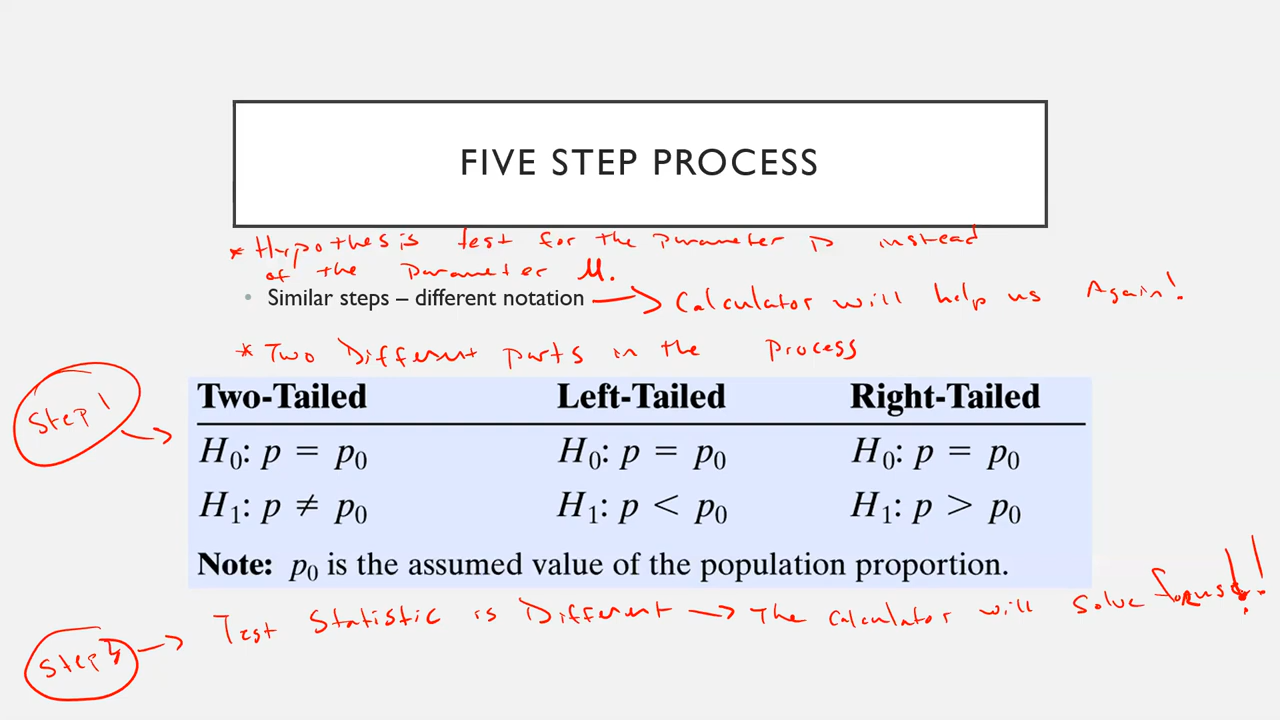 FIVE STEP PROCESS
* Hypothesis test for the parameter p instead
of the parameter μ.
• Similar steps – different notation → Calculator will help us Again!
* Two Different parts in the process
Step 1 →
Two-Tailed Left-Tailed Right-Tailed
H₀: p = p₀ H₀: p = p₀ H₀: p = p₀
H₁: p ≠ p₀ H₁: p < p₀ H₁: p > p₀
Note: p₀ is the assumed value of the population proportion.
Step → Test Statistic is Different → The calculator will solve for us!!